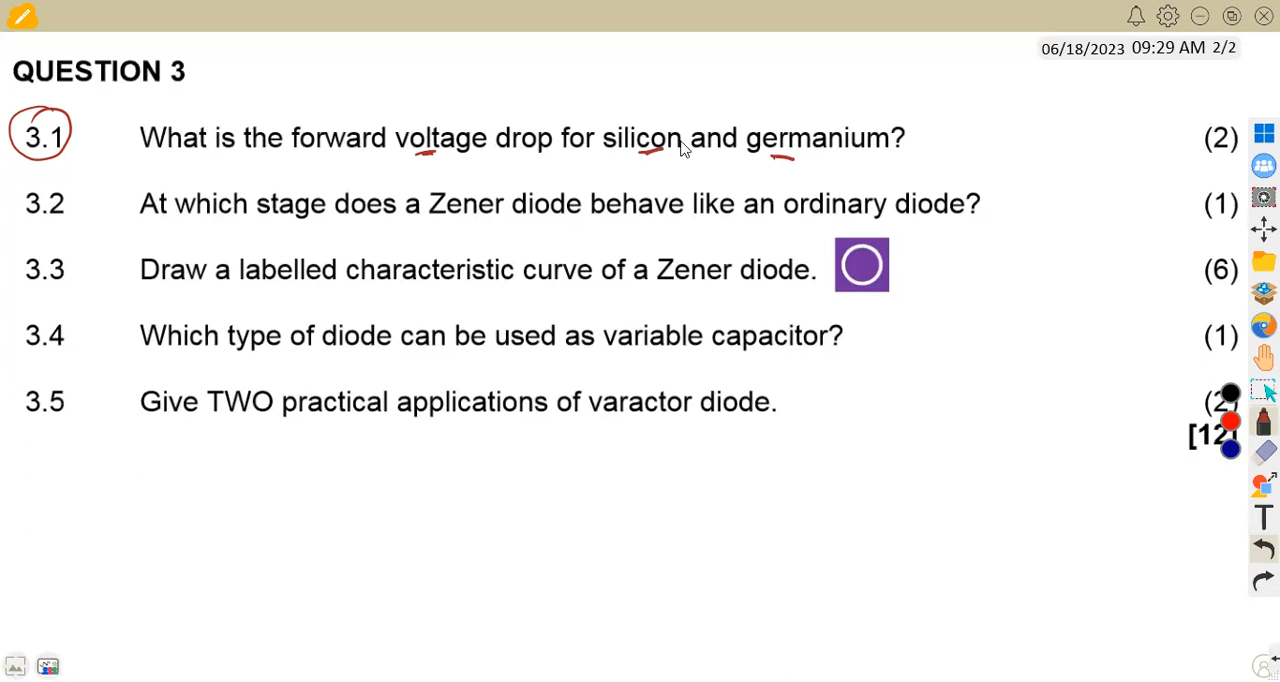 06/18/2023 09:29 AM 2/2
QUESTION 3
3.1 What is the forward voltage drop for silicon and germanium? (2)
3.2 At which stage does a Zener diode behave like an ordinary diode? (1)
3.3 Draw a labelled characteristic curve of a Zener diode. (6)
3.4 Which type of diode can be used as variable capacitor? (1)
3.5 Give TWO practical applications of varactor diode. (2)
[12]
T